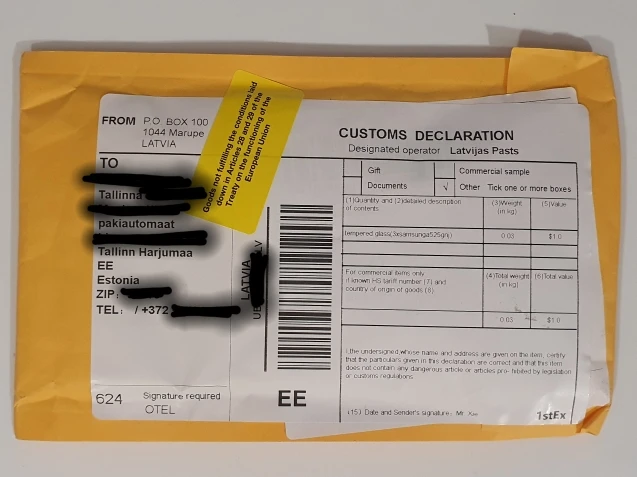 FROM P.O. BOX 100
1044 Marupe
LATVIA
TO
Tallinna
pakiautomaat
Tallinn Harjumaa
EE
Estonia
ZIP:
TEL: / +372
624 Signature required
OTEL
Goods not fulfilling the conditions laid
down in Articles 28 and 29 of the
Treaty on the functioning of the
European Union
LATVIA
EE
CUSTOMS DECLARATION
Designated operator Latvijas Pasts
Gift
Commercial sample
Documents
√ Other Tick one or more boxes
(1)Quantity and (2)detailed description
of contents
(3)Weight
(in kg)
(5)Value
tempered glass(3xsamsunga525gnj)
0.03
$1.0
For commercial items only
if known HS tariff number (7) and
country of origin of goods (8)
(4)Total weight
(in kg)
(6)Total value
0.03
$1.0
I,the undersigned,whose name and address are given on the item, certify
that the particulars given in this declaration are correct and that this item
does not contain any dangerous article or articles pro- hibited by legislation
or customs regulations
(15) Date and Sender's signature: Mr. Xie
1stEx